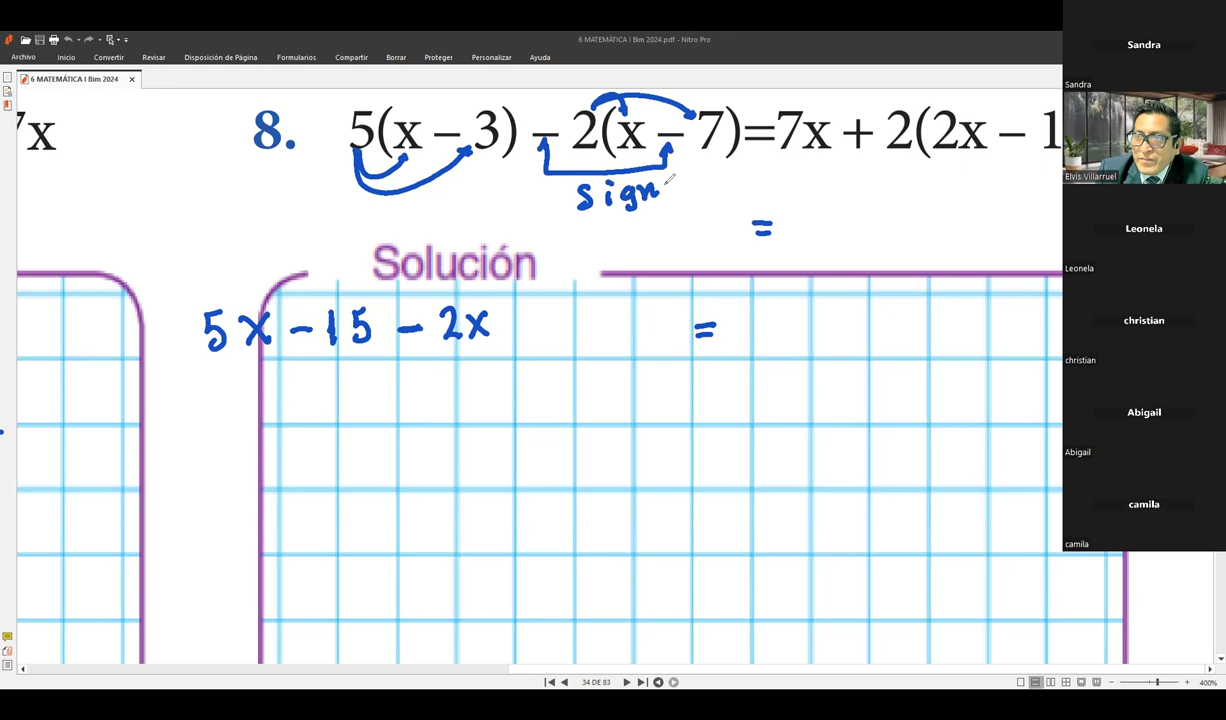 6 MATEMÁTICA I Bim 2024.pdf - Nitro Pro
Archivo Inicio Convertir Revisar Disposición de Página Formularios Compartir Borrar Proteger Personalizar Ayuda
6 MATEMÁTICA I Bim 2024 ×
7x
8. 5(x − 3) − 2(x − 7)=7x + 2(2x − 1
sign
=
Solución
5x − 15 − 2x =
Sandra
Sandra
Elvis Villarruel
Leonela
Leonela
christian
christian
Abigail
Abigail
camila
camila
34 DE 83
400%